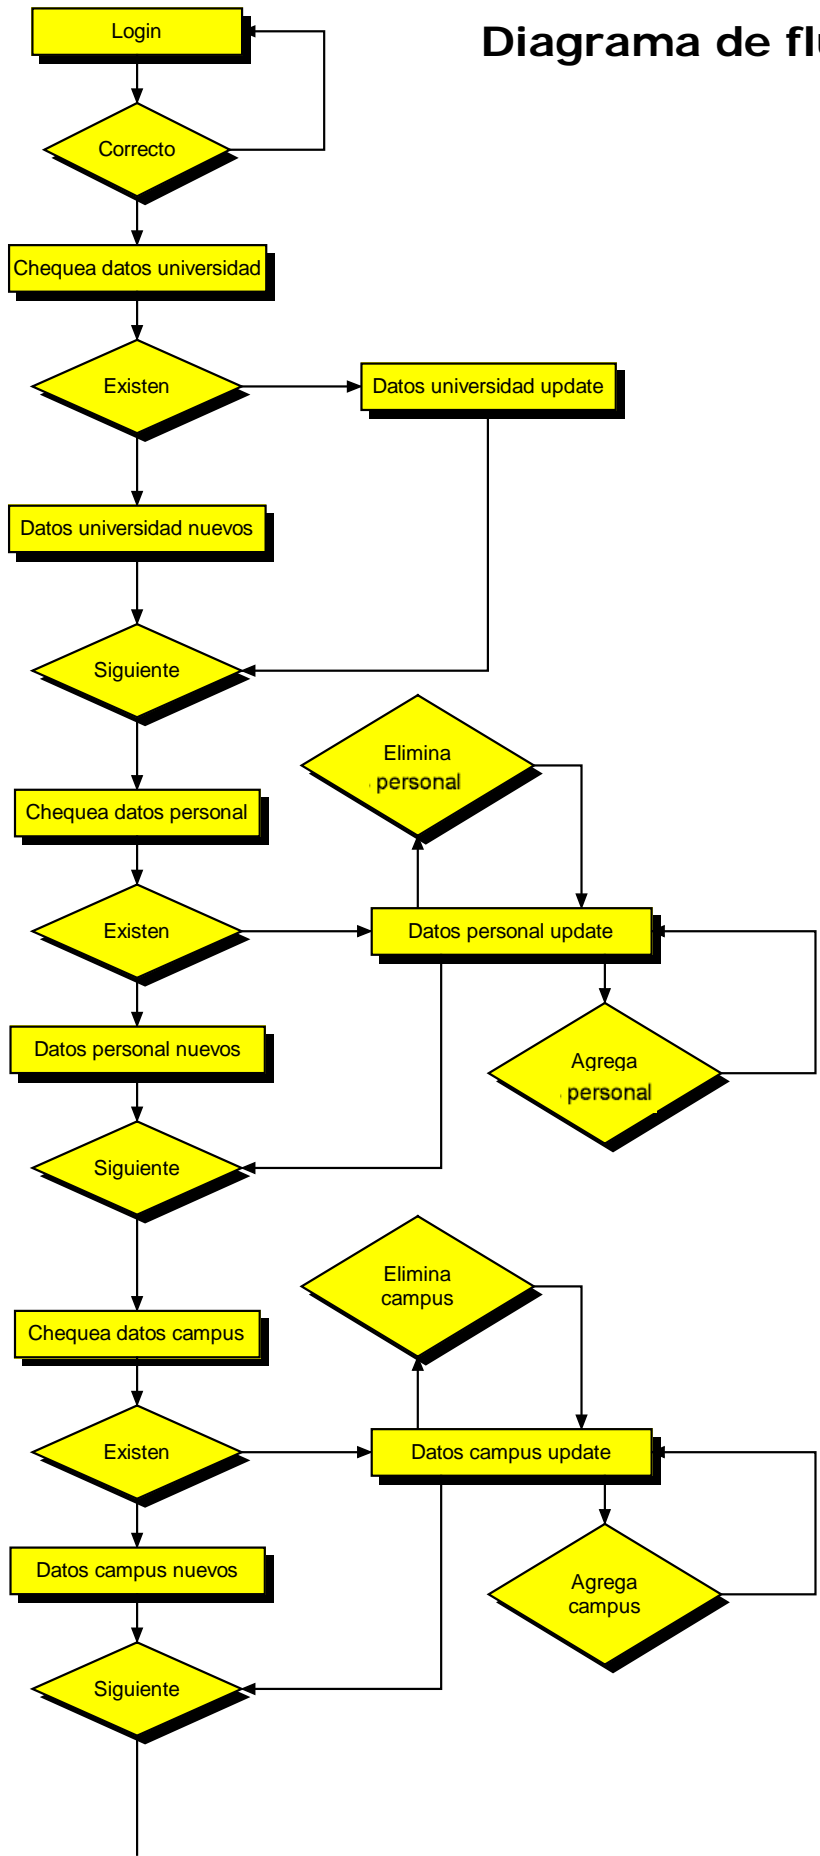 Diagrama de flu
Login
Correcto
Chequea datos universidad
Existen
Datos universidad update
Datos universidad nuevos
Siguiente
Elimina
personal
Chequea datos personal
Existen
Datos personal update
Datos personal nuevos
Agrega
personal
Siguiente
Elimina
campus
Chequea datos campus
Existen
Datos campus update
Datos campus nuevos
Agrega
campus
Siguiente